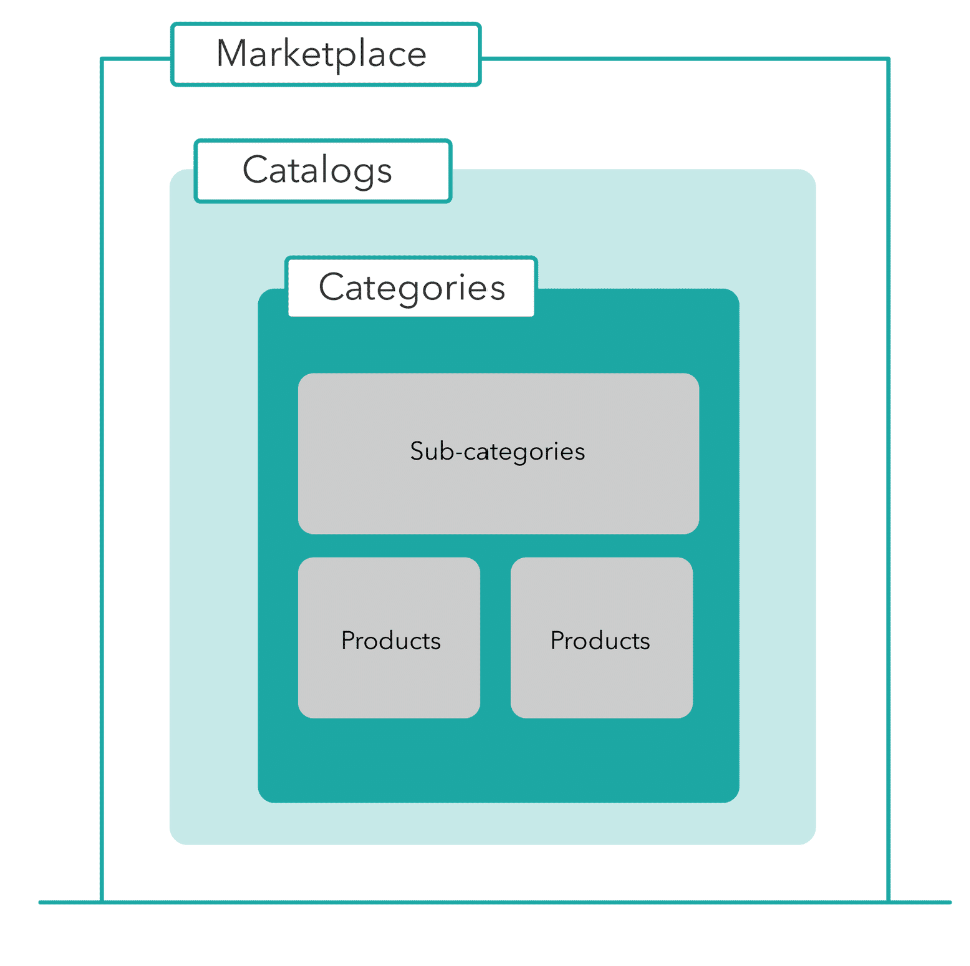 Marketplace
Catalogs
Categories
Sub-categories
Products
Products